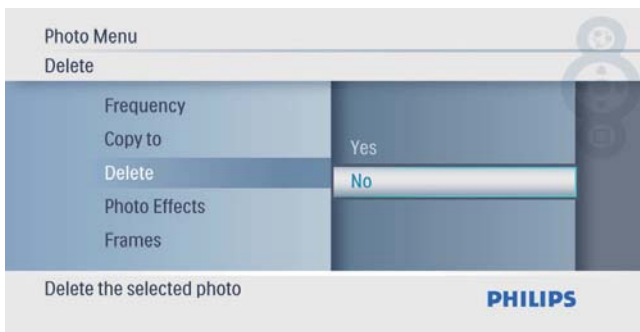 Photo Menu
Delete
Frequency
Copy to
Delete
Photo Effects
Frames
Yes
No
Delete the selected photo
PHILIPS